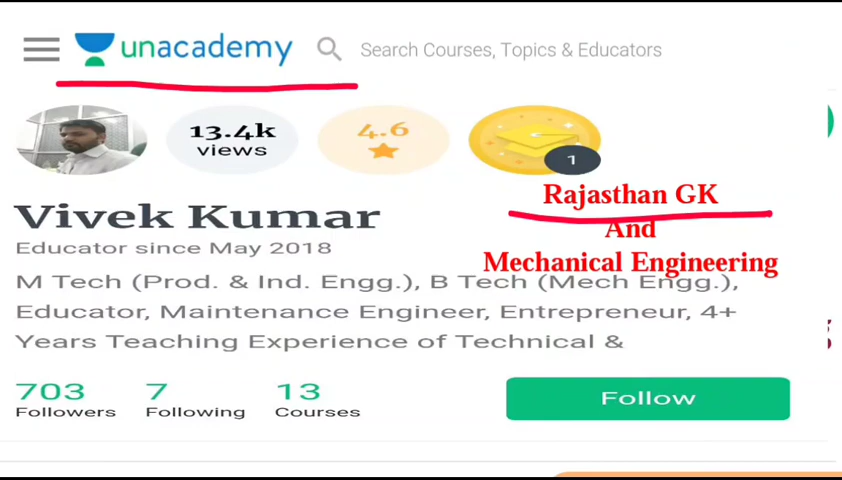 unacademy
Search Courses, Topics & Educators
13.4k
views
4.6
1
Rajasthan GK
And
Mechanical Engineering
Vivek Kumar
Educator since May 2018
M Tech (Prod. & Ind. Engg.), B Tech (Mech Engg.),
Educator, Maintenance Engineer, Entrepreneur, 4+
Years Teaching Experience of Technical &
703
Followers
7
Following
13
Courses
Follow